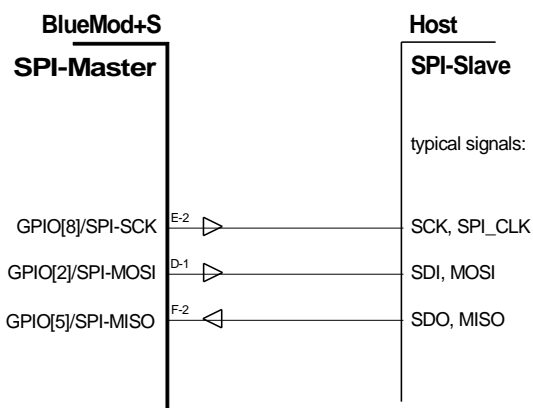 BlueMod+S
Host
SPI-Master
SPI-Slave
typical signals:
GPIO[8]/SPI-SCK
E-2
SCK, SPI_CLK
GPIO[2]/SPI-MOSI
D-1
SDI, MOSI
GPIO[5]/SPI-MISO
F-2
SDO, MISO